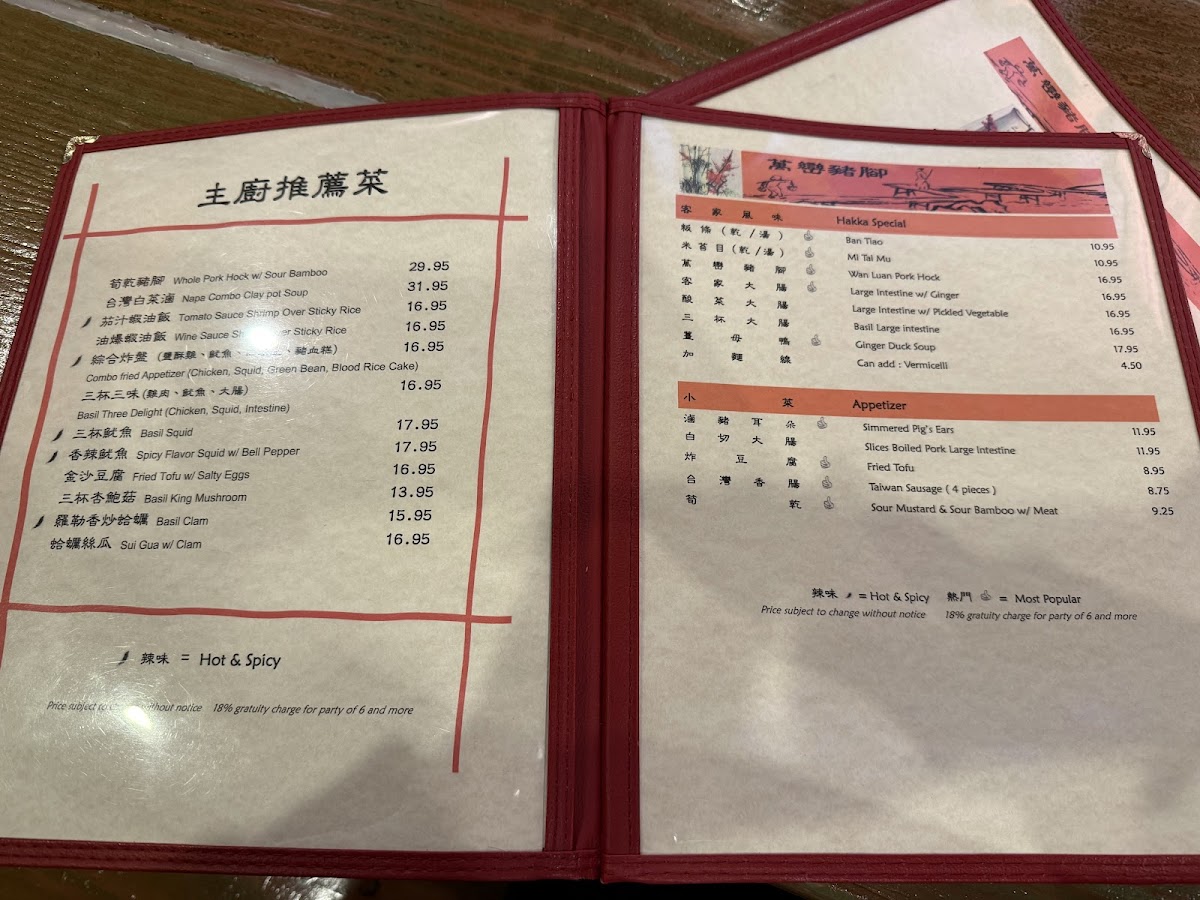 主廚推薦菜
筍乾豬腳 Whole Pork Hock w/ Sour Bamboo 29.95
台灣白菜滷 Napa Combo Clay pot Soup 31.95
茄汁蝦油飯 Tomato Sauce Shrimp Over Sticky Rice 16.95
油爆蝦油飯 Wine Sauce Over Sticky Rice 16.95
綜合炸盤 (鹽酥雞、魷魚、豬血糕) 16.95
Combo fried Appetizer (Chicken, Squid, Green Bean, Blood Rice Cake)
三杯三味 (雞肉、魷魚、大腸) 16.95
Basil Three Delight (Chicken, Squid, Intestine)
三杯魷魚 Basil Squid 17.95
香辣魷魚 Spicy Flavor Squid w/ Bell Pepper 17.95
金沙豆腐 Fried Tofu w/ Salty Eggs 16.95
三杯杏鮑菇 Basil King Mushroom 13.95
羅勒香炒蛤蠣 Basil Clam 15.95
蛤蠣絲瓜 Sui Gua w/ Clam 16.95
辣味 = Hot & Spicy
Price subject to without notice 18% gratuity charge for party of 6 and more
萬巒豬腳
客家風味 Hakka Special
粄條(乾/湯) Ban Tiao 10.95
米苔目(乾/湯) Mi Tai Mu 10.95
萬巒豬腳 Wan Luan Pork Hock 16.95
客家大腸 Large Intestine w/ Ginger 16.95
酸菜大腸 Large Intestine w/ Pickled Vegetable 16.95
三杯大腸 Basil Large intestine 16.95
薑母鴨 Ginger Duck Soup 17.95
加麵線 Can add : Vermicelli 4.50
小菜 Appetizer
滷豬耳朵 Simmered Pig's Ears 11.95
白切大腸 Slices Boiled Pork Large Intestine 11.95
炸豆腐 Fried Tofu 8.95
台灣香腸 Taiwan Sausage ( 4 pieces ) 8.75
筍乾 Sour Mustard & Sour Bamboo w/ Meat 9.25
辣味 = Hot & Spicy 熱門 = Most Popular
Price subject to change without notice 18% gratuity charge for party of 6 and more
萬巒豬